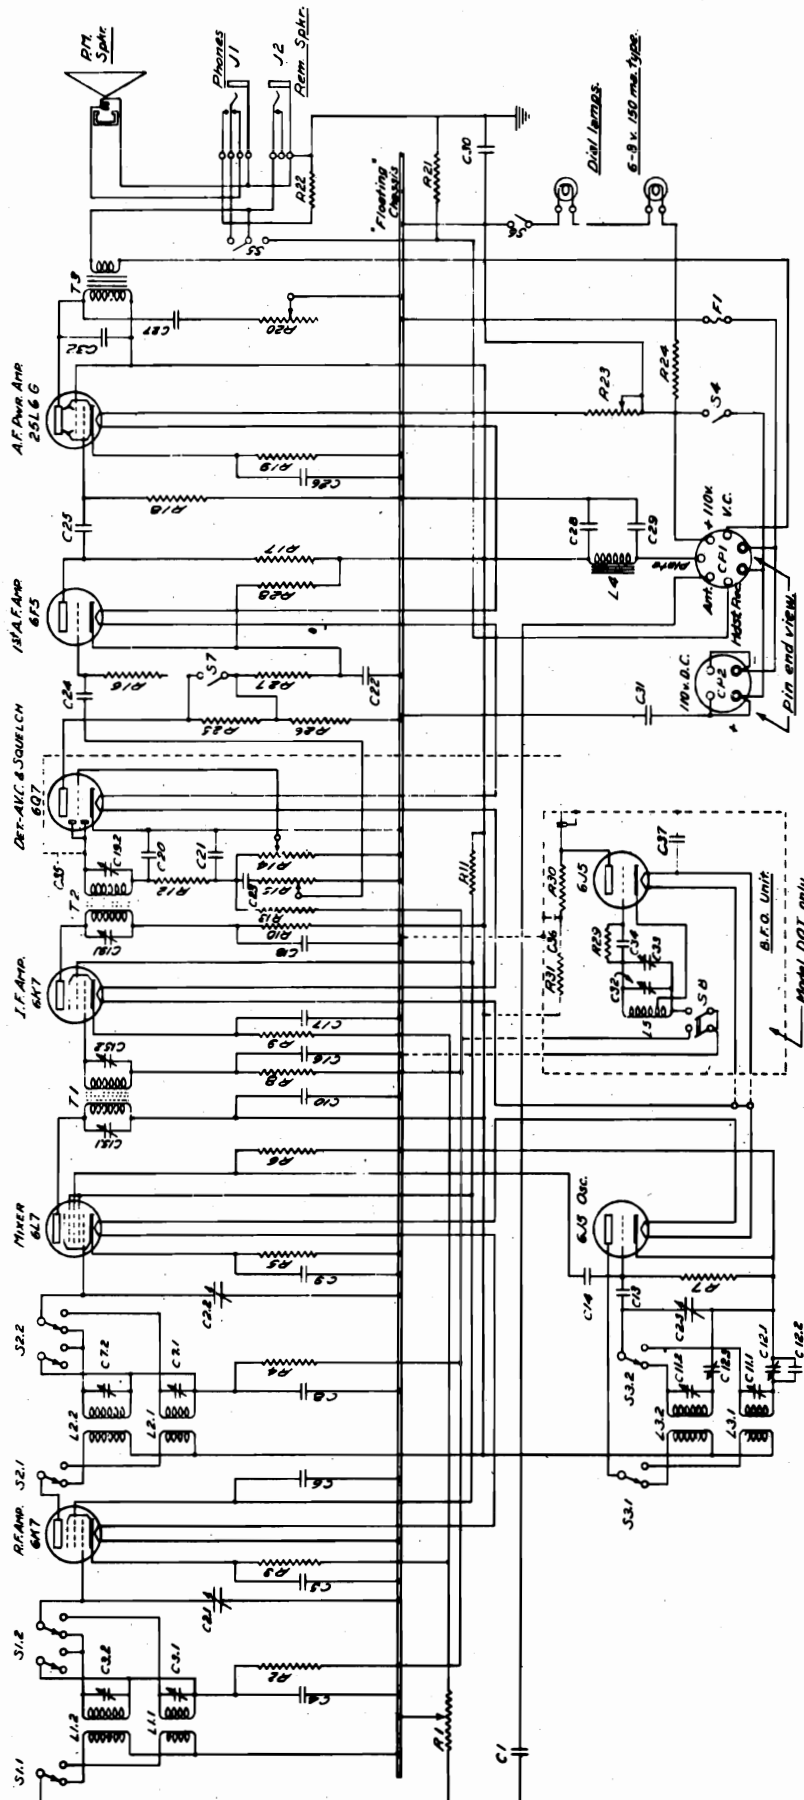 P.M.
Spkr.
Phones
J1
J2
Rem. Spkr.
R22
S5
T3
C32
C27
R20
A.F. Pwr. Amp.
25L6 G
R19
C26
R18
C25
1st A.F. AMP.
6F5
R17
R28
S7
R16
R27
C22
C24
R25
R26
DET.-A.V.C. & SQUELCH
6Q7
C35
C19.2
C20
C21
R12
R14
R15
R13
R10
C18
T2
C18.1
I.F. AMP.
6K7
C15.2
C17
R9
C16
R8
C10
T1
C15.1
MIXER
6L7
R6
R5
C9
C2.2
S2.2
C7.2
C7.1
L2.2
L2.1
R4
C8
S2.1
C6
R.F. AMP.
6K7
R3
C5
C2.1
S1.2
C3.2
C3.1
L1.2
L1.1
R2
C4
S1.1
"Floating"
Chassis
R21
C30
S6
Dial lamps.
6-8 v. 150 ma. type.
F1
R24
R23
S4
C28
C29
L4
Plate
+ 110v.
V.C.
CP1
Ant.
110v. D.C.
CP2
+
-
Pin end view.
C31
R11
R30
R31
C36
6J5
C37
R29
C34
C33
C32
L5
S8
B.F.O. Unit.
6J5 Osc.
C14
C13
R7
C2.3
S3.2
C11.2
C11.1
C12.3
C12.1
C12.2
L3.2
L3.1
S3.1
R1
C1